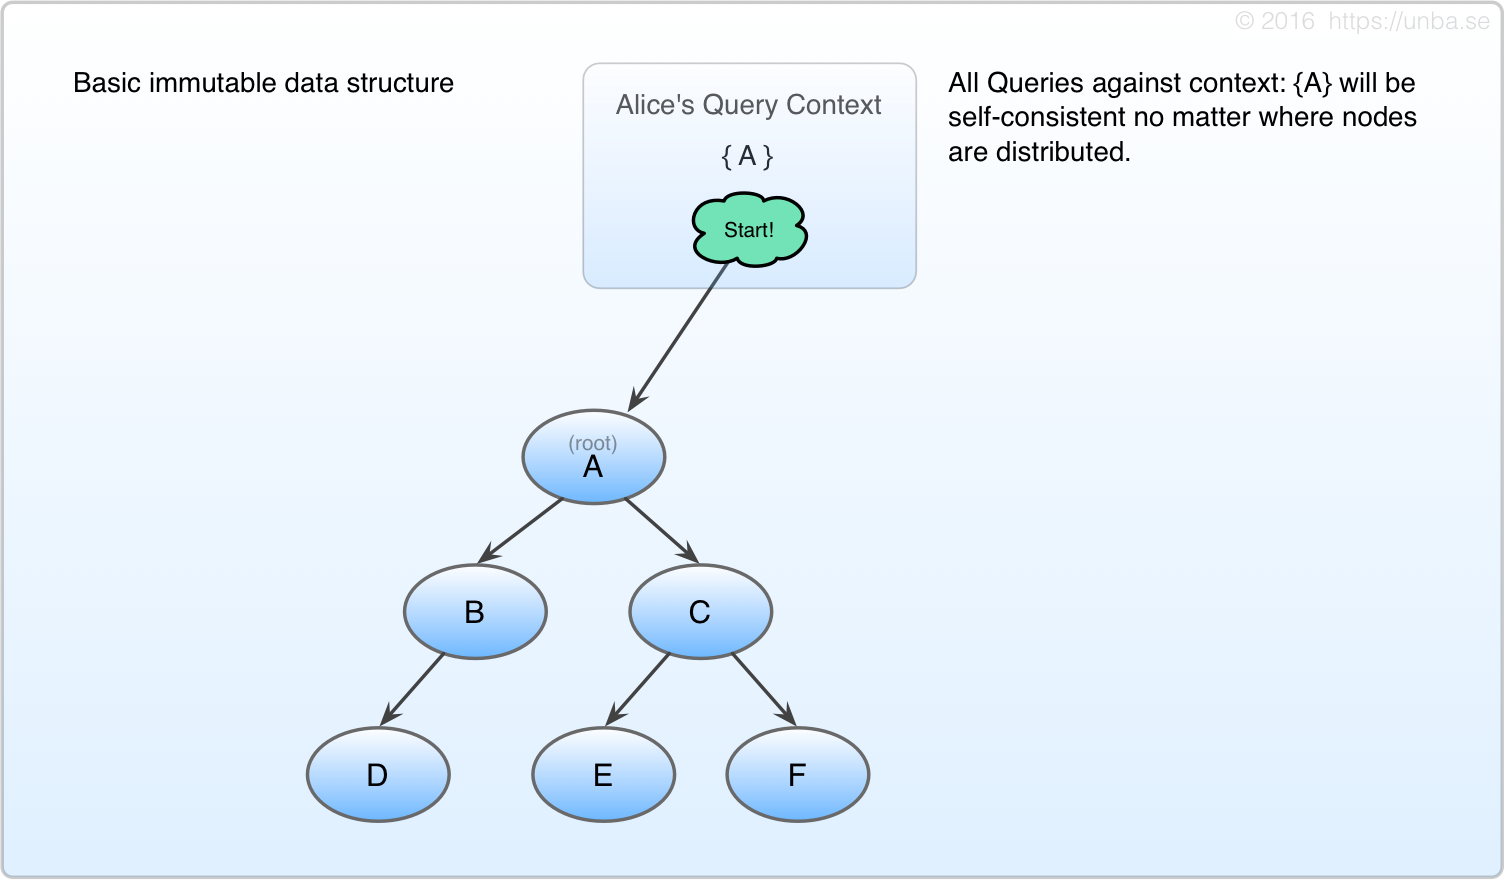 © 2016  https://unba.se
Basic immutable data structure
Alice's Query Context
{ A }
Start!
All Queries against context: {A} will be
self-consistent no matter where nodes
are distributed.
(root)
A
B
C
D
E
F